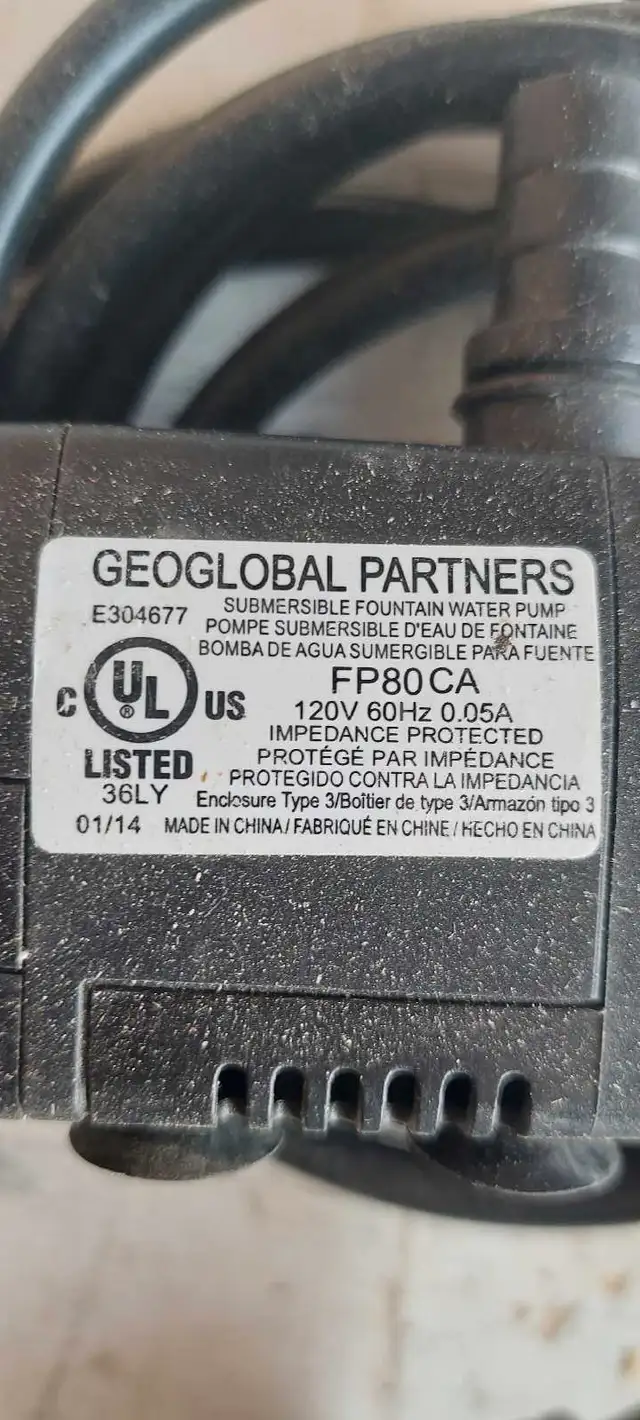 GEOGLOBAL PARTNERS
E304677
SUBMERSIBLE FOUNTAIN WATER PUMP
POMPE SUBMERSIBLE D'EAU DE FONTAINE
BOMBA DE AGUA SUMERGIBLE PARA FUENTE
C UL ® US
LISTED
36LY
01/14
FP80CA
120V 60Hz 0.05A
IMPEDANCE PROTECTED
PROTÉGÉ PAR IMPÉDANCE
PROTEGIDO CONTRA LA IMPEDANCIA
Enclosure Type 3/Boîtier de type 3/Armazón tipo 3
MADE IN CHINA/ FABRIQUÉ EN CHINE / HECHO EN CHINA